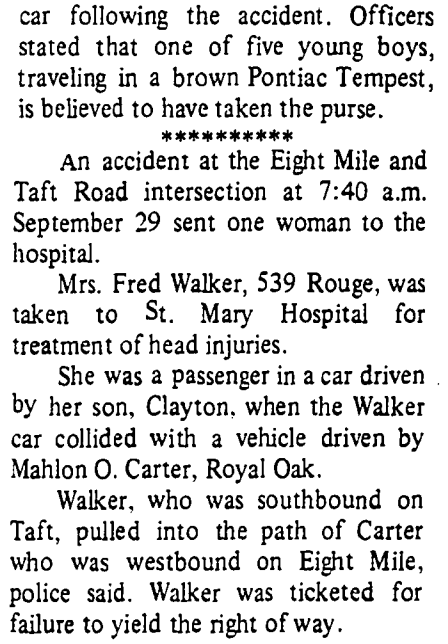 car following the accident. Officers
stated that one of five young boys,
traveling in a brown Pontiac Tempest,
is believed to have taken the purse.
**********
An accident at the Eight Mile and
Taft Road intersection at 7:40 a.m.
September 29 sent one woman to the
hospital.
Mrs. Fred Walker, 539 Rouge, was
taken to St. Mary Hospital for
treatment of head injuries.
She was a passenger in a car driven
by her son, Clayton, when the Walker
car collided with a vehicle driven by
Mahlon O. Carter, Royal Oak.
Walker, who was southbound on
Taft, pulled into the path of Carter
who was westbound on Eight Mile,
police said. Walker was ticketed for
failure to yield the right of way.